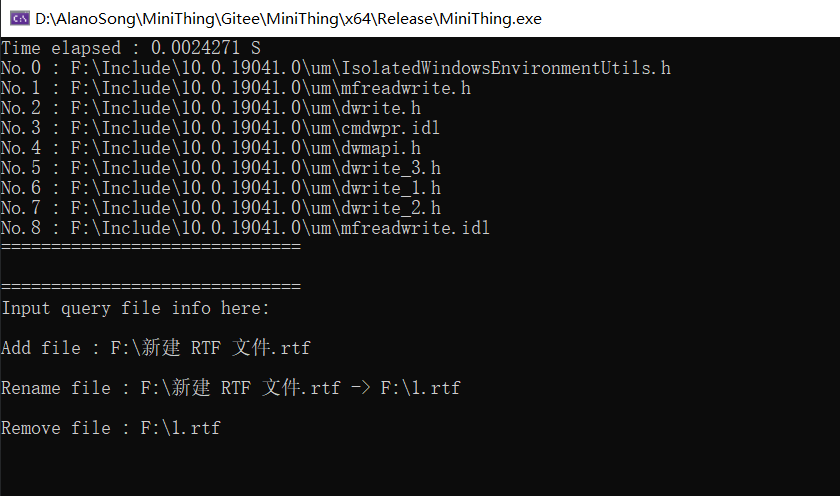 D:\AlanoSong\MiniThing\Gitee\MiniThing\x64\Release\MiniThing.exe
Time elapsed : 0.0024271 S
No.0 : F:\Include\10.0.19041.0\um\IsolatedWindowsEnvironmentUtils.h
No.1 : F:\Include\10.0.19041.0\um\mfreadwrite.h
No.2 : F:\Include\10.0.19041.0\um\dwrite.h
No.3 : F:\Include\10.0.19041.0\um\cmdwpr.idl
No.4 : F:\Include\10.0.19041.0\um\dwmapi.h
No.5 : F:\Include\10.0.19041.0\um\dwrite_3.h
No.6 : F:\Include\10.0.19041.0\um\dwrite_1.h
No.7 : F:\Include\10.0.19041.0\um\dwrite_2.h
No.8 : F:\Include\10.0.19041.0\um\mfreadwrite.idl
==============================
==============================
Input query file info here:
Add file : F:\新建 RTF 文件.rtf
Rename file : F:\新建 RTF 文件.rtf -> F:\1.rtf
Remove file : F:\1.rtf